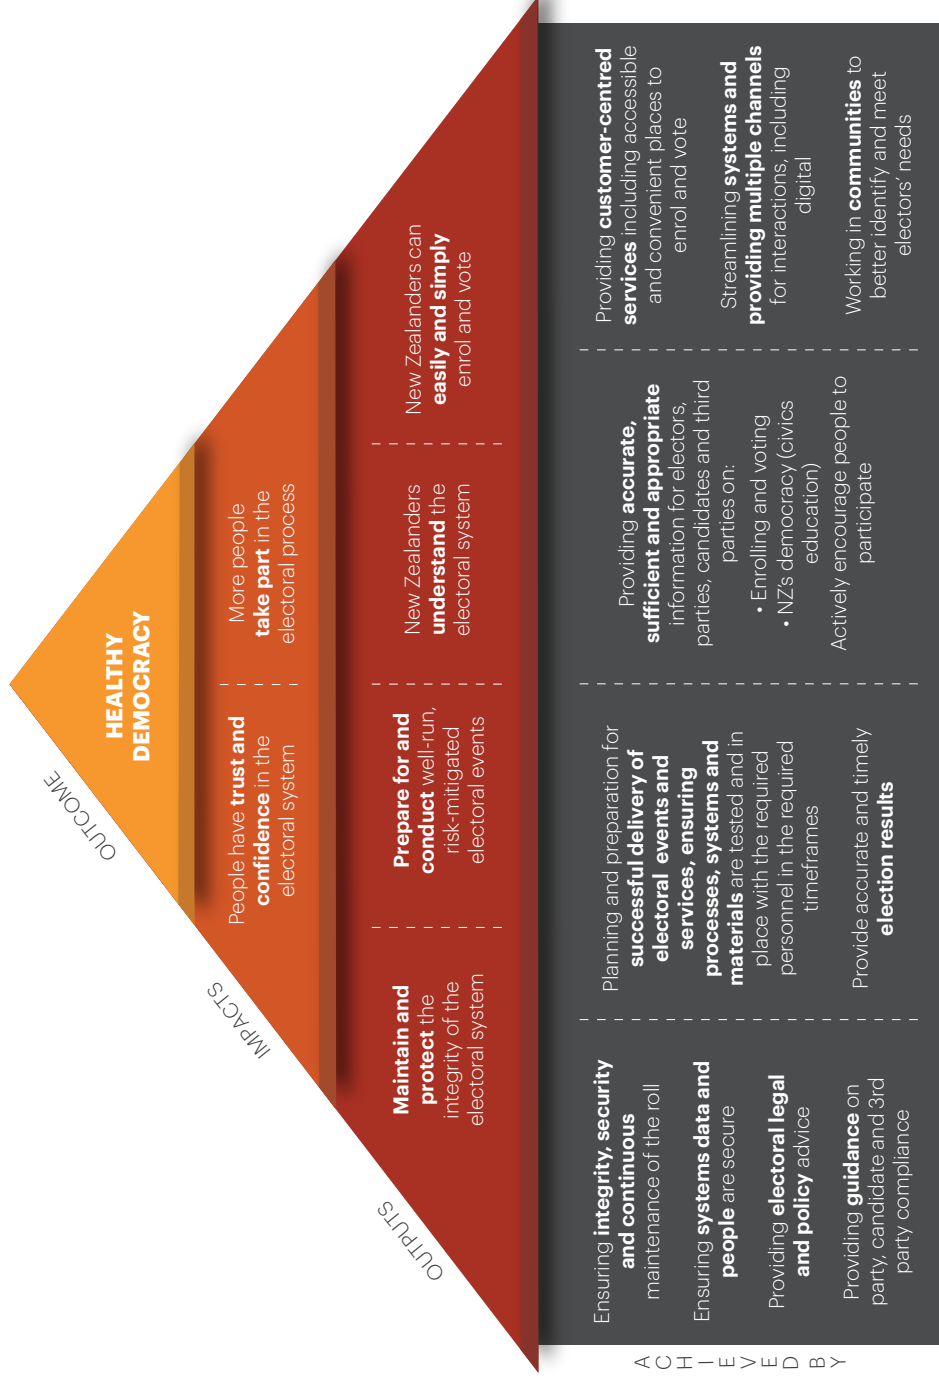 OUTCOME
HEALTHY
DEMOCRACY
IMPACTS
People have trust and
confidence in the
electoral system
More people
take part in the
electoral process
OUTPUTS
Maintain and
protect the
integrity of the
electoral system
Prepare for and
conduct well-run,
risk-mitigated
electoral events
New Zealanders
understand the
electoral system
New Zealanders can
easily and simply
enrol and vote
ACHIEVED BY
Ensuring integrity, security
and continuous
maintenance of the roll
Ensuring systems data and
people are secure
Providing electoral legal
and policy advice
Providing guidance on
party, candidate and 3rd
party compliance
Planning and preparation for
successful delivery of
electoral events and
services, ensuring
processes, systems and
materials are tested and in
place with the required
personnel in the required
timeframes
Provide accurate and timely
election results
Providing accurate,
sufficient and appropriate
information for electors,
parties, candidates and third
parties on:
• Enrolling and voting
• NZ's democracy (civics
education)
Actively encourage people to
participate
Providing customer-centred
services including accessible
and convenient places to
enrol and vote
Streamlining systems and
providing multiple channels
for interactions, including
digital
Working in communities to
better identify and meet
electors' needs